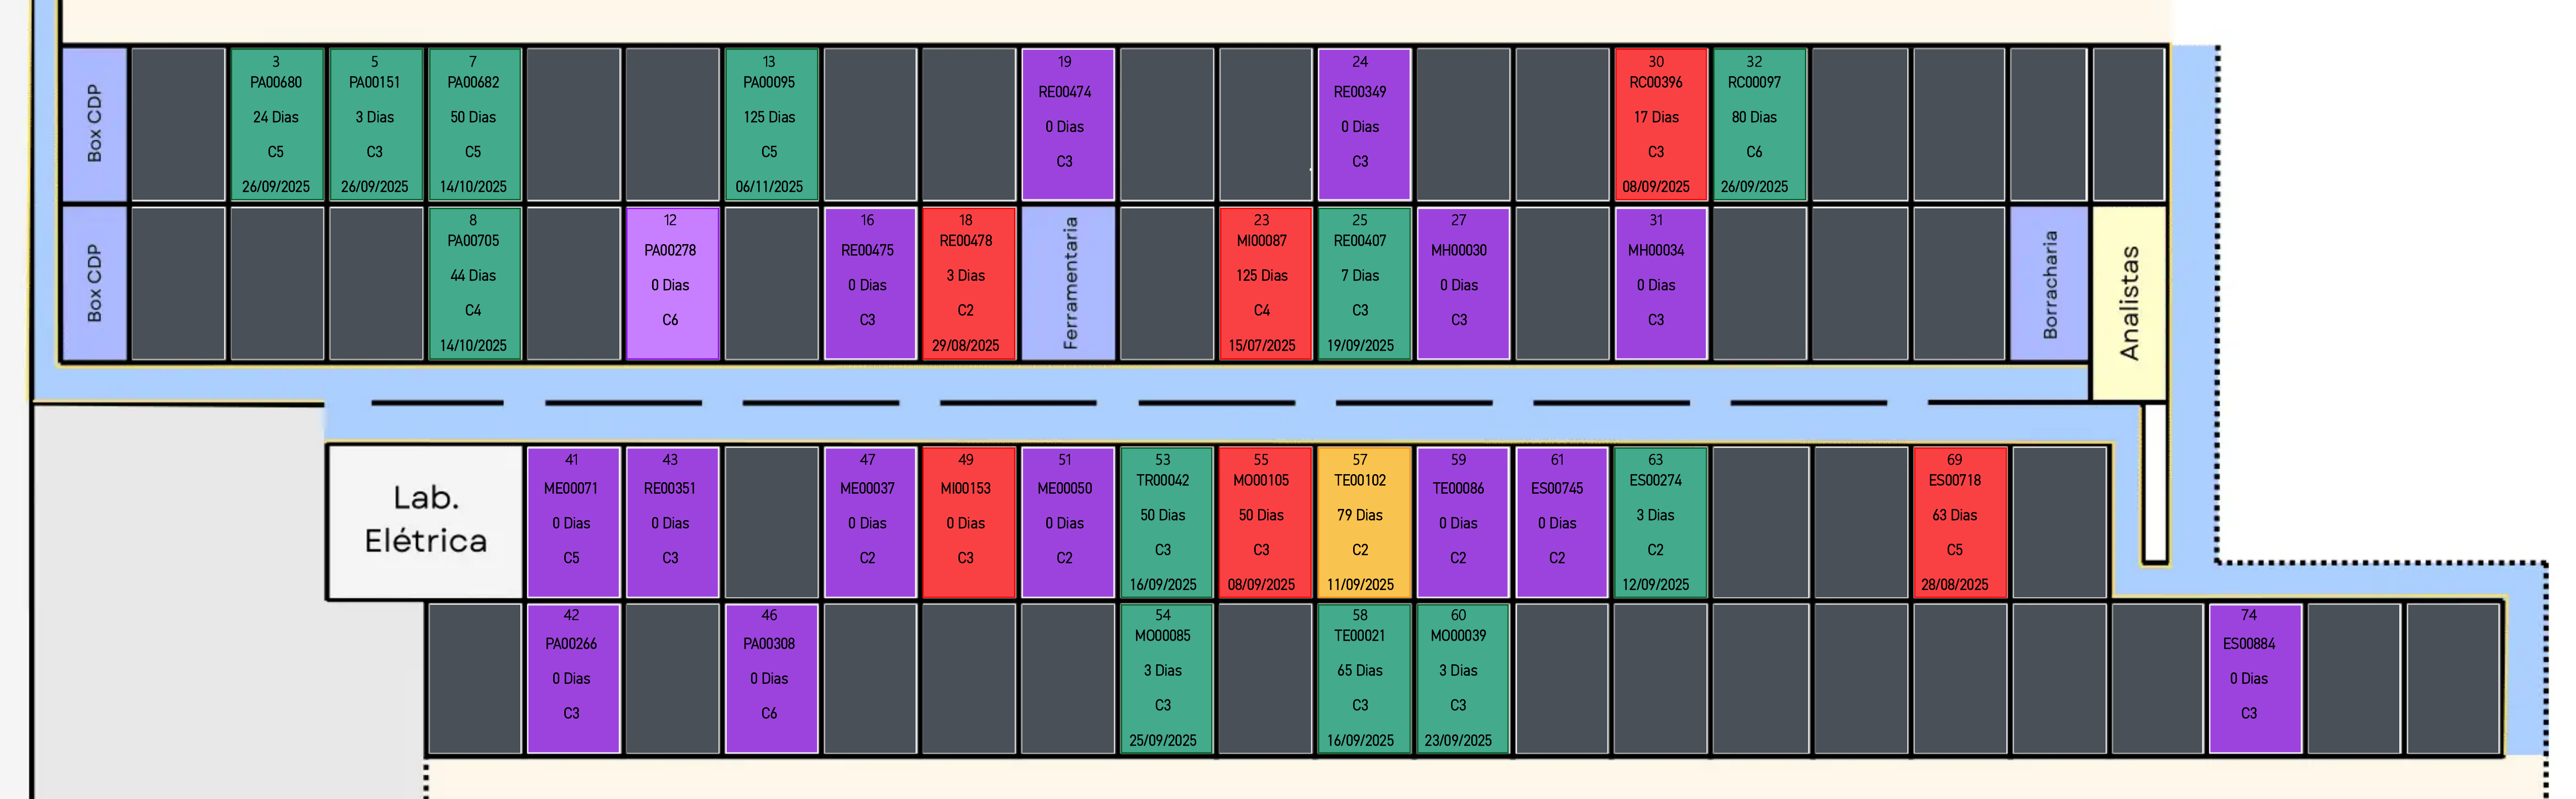 Box CDP
3
PA00680
24 Dias
C5
26/09/2025
5
PA00151
3 Dias
C3
26/09/2025
7
PA00682
50 Dias
C5
14/10/2025
13
PA00095
125 Dias
C5
06/11/2025
19
RE00474
0 Dias
C3
24
RE00349
0 Dias
C3
30
RC00396
17 Dias
C3
08/09/2025
32
RC00097
80 Dias
C6
26/09/2025
Box CDP
8
PA00705
44 Dias
C4
14/10/2025
12
PA00278
0 Dias
C6
16
RE00475
0 Dias
C3
18
RE00478
3 Dias
C2
29/08/2025
Ferramentaria
23
MI00087
125 Dias
C4
15/07/2025
25
RE00407
7 Dias
C3
19/09/2025
27
MH00030
0 Dias
C3
31
MH00034
0 Dias
C3
Borracharia
Analistas
Lab.
Elétrica
41
ME00071
0 Dias
C5
43
RE00351
0 Dias
C3
47
ME00037
0 Dias
C2
49
MI00153
0 Dias
C3
51
ME00050
0 Dias
C2
53
TR00042
50 Dias
C3
16/09/2025
55
MO00105
50 Dias
C3
08/09/2025
57
TE00102
79 Dias
C2
11/09/2025
59
TE00086
0 Dias
C2
61
ES00745
0 Dias
C2
63
ES00274
3 Dias
C2
12/09/2025
69
ES00718
63 Dias
C5
28/08/2025
42
PA00266
0 Dias
C3
46
PA00308
0 Dias
C6
54
MO00085
3 Dias
C3
25/09/2025
58
TE00021
65 Dias
C3
16/09/2025
60
MO00039
3 Dias
C3
23/09/2025
74
ES00884
0 Dias
C3